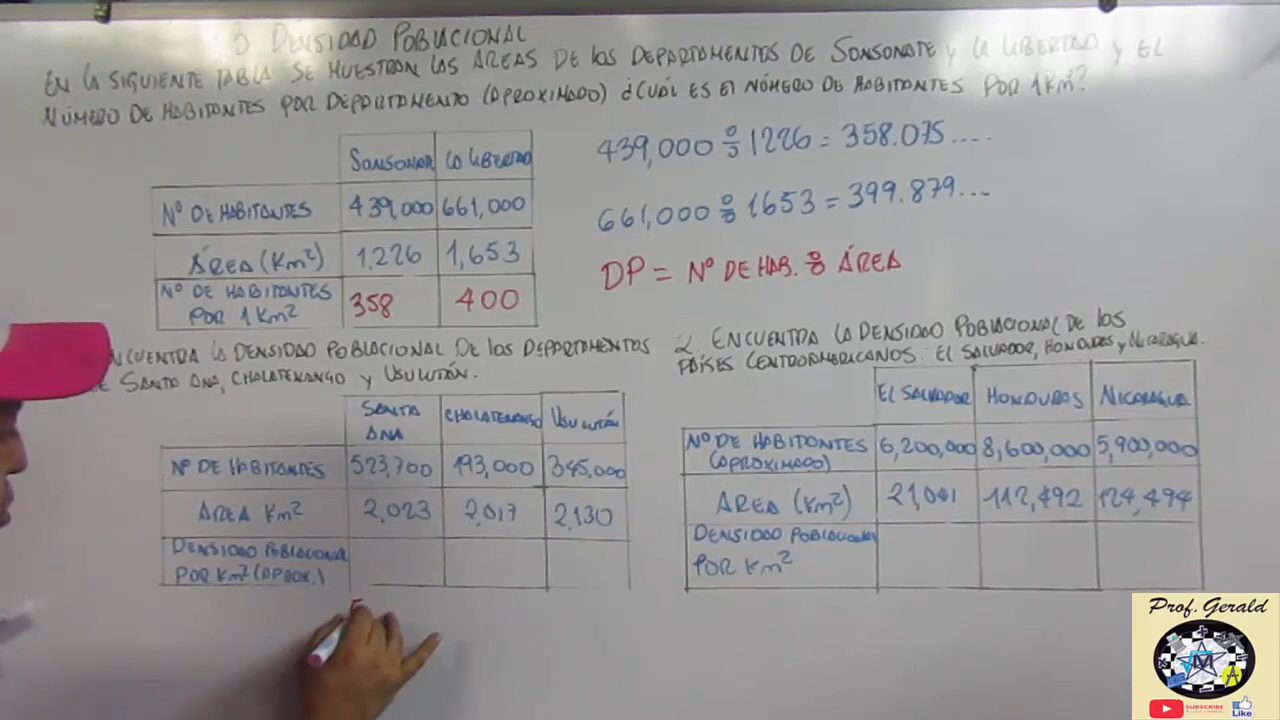 3 DENSIDAD POBLACIONAL
EN LA SIGUIENTE TABLA SE MUESTRAN LAS ÁREAS DE LOS DEPARTAMENTOS DE SONSONATE Y LA LIBERTAD Y EL
NÚMERO DE HABITANTES POR DEPARTAMENTO (APROXIMADO) ¿CUÁL ES El NÚMERO DE HABITANTES POR 1 Km²?
SONSONAT LA LIBERTAD
Nº DE HABITANTES 439,000 661,000
ÁREA (Km²) 1,226 1,653
Nº DE HABITANTES POR 1 Km² 358 400
439,000 ÷ 1226 = 358.075....
661,000 ÷ 1653 = 399.879...
DP = Nº DE HAB. ÷ ÁREA
ENCUENTRA LA DENSIDAD POBLACIONAL DE LOS DEPARTAMENTOS
DE SANTA ANA, CHALATENANGO Y USULUTÁN.
SANTA ANA CHALATENANGO USULUTÁN
Nº DE HABITANTES 523,700 193,000 345,000
ÁREA Km² 2,023 2,017 2,130
DENSIDAD POBLACIONAL
POR Km² (APROX.)
2. ENCUENTRA LA DENSIDAD POBLACIONAL DE LOS
PAÍSES CENTROAMERICANOS: EL SALVADOR, HONDURAS y NICARAGUA.
EL SALVADOR HONDURAS NICARAGUA
Nº DE HABITANTES (APROXIMADO) 6,200,000 8,600,000 5,900,000
AREA (Km²) 21,041 112,492 124,494
DENSIDAD POBLACIONAL
POR Km²
Prof. Gerald
M
A
SUBSCRIBE
Like